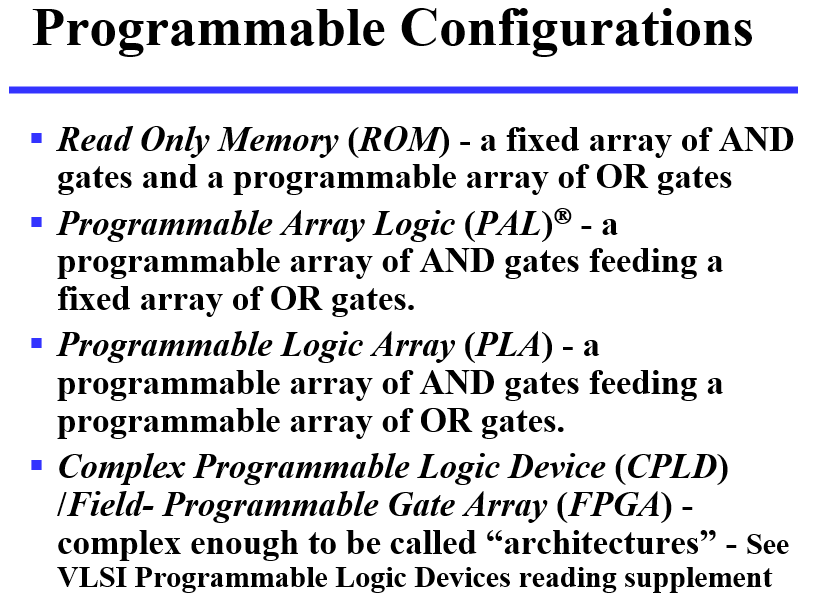 Programmable Configurations
▪ Read Only Memory (ROM) - a fixed array of AND
gates and a programmable array of OR gates
▪ Programmable Array Logic (PAL)® - a
programmable array of AND gates feeding a
fixed array of OR gates.
▪ Programmable Logic Array (PLA) - a
programmable array of AND gates feeding a
programmable array of OR gates.
▪ Complex Programmable Logic Device (CPLD)
/Field- Programmable Gate Array (FPGA) -
complex enough to be called “architectures” - See
VLSI Programmable Logic Devices reading supplement